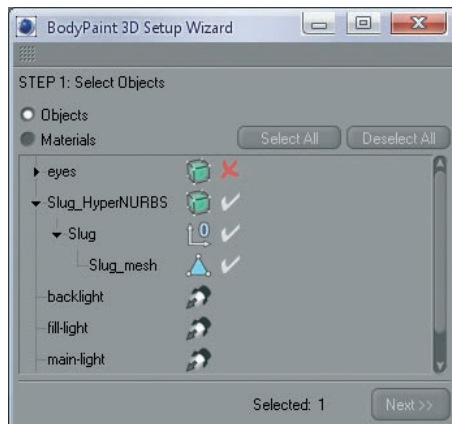 BodyPaint 3D Setup Wizard
STEP 1: Select Objects
Objects
Materials
Select All
Deselect All
eyes
Slug_HyperNURBS
Slug
0
Slug_mesh
backlight
fill-light
main-light
Selected: 1
Next >>